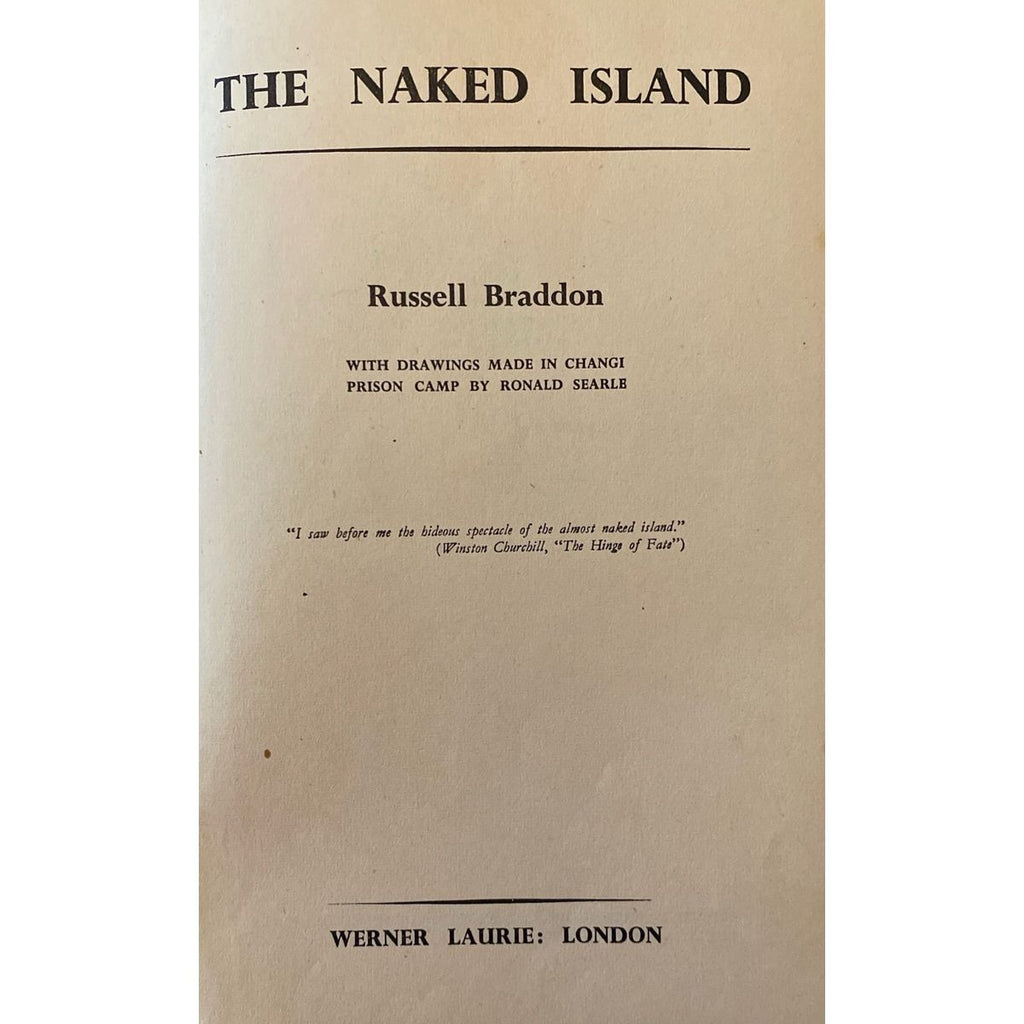 THE NAKED ISLAND
Russell Braddon
WITH DRAWINGS MADE IN CHANGI
PRISON CAMP BY RONALD SEARLE
“I saw before me the hideous spectacle of the almost naked island.”
(Winston Churchill, “The Hinge of Fate”)
WERNER LAURIE: LONDON